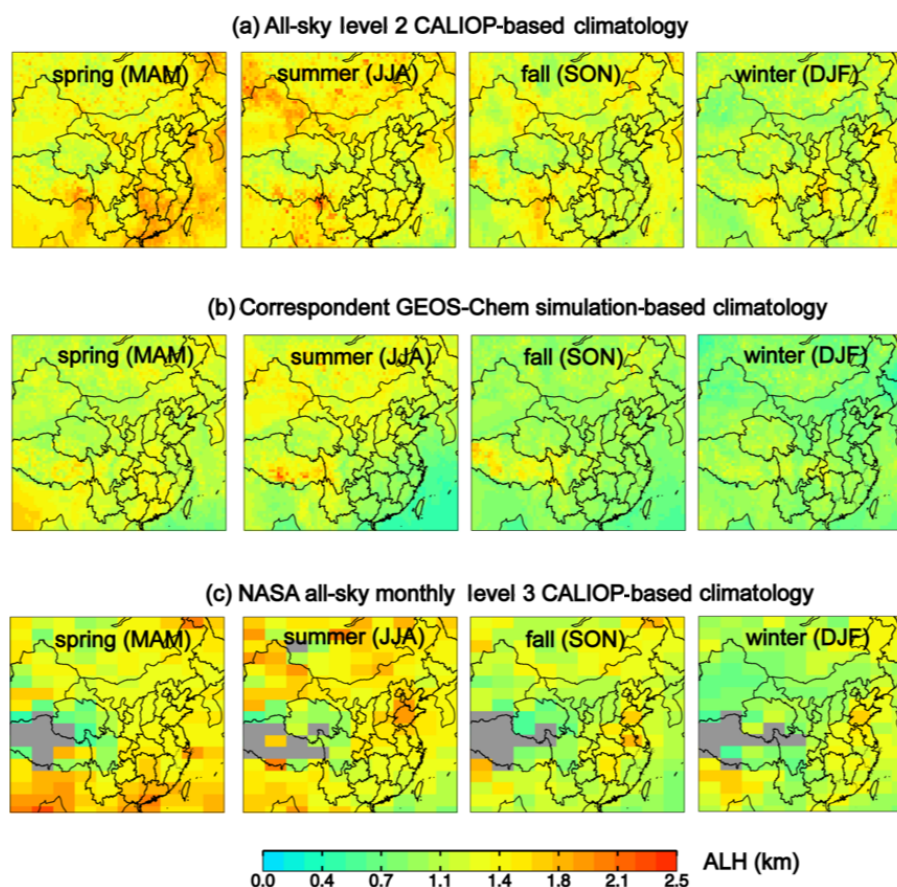 (a) All-sky level 2 CALIOP-based climatology
spring (MAM) summer (JJA) fall (SON) winter (DJF)
(b) Correspondent GEOS-Chem simulation-based climatology
spring (MAM) summer (JJA) fall (SON) winter (DJF)
(c) NASA all-sky monthly level 3 CALIOP-based climatology
spring (MAM) summer (JJA) fall (SON) winter (DJF)
ALH (km)
0.0 0.4 0.7 1.1 1.4 1.8 2.1 2.5